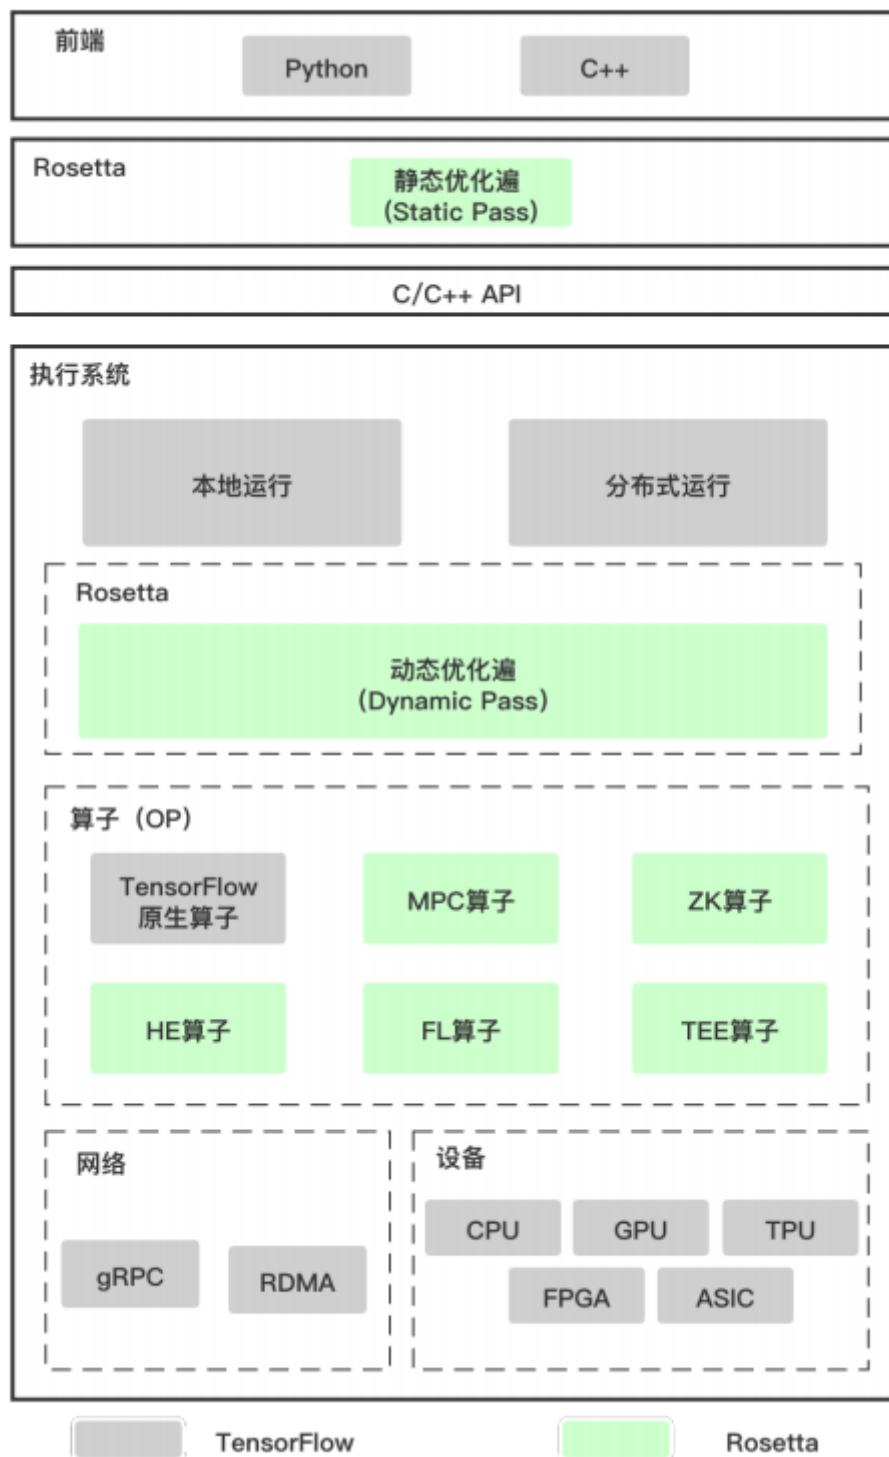 前端
Python
C++
Rosetta
静态优化遍
(Static Pass)
C/C++ API
执行系统
本地运行
分布式运行
Rosetta
动态优化遍
(Dynamic Pass)
算子（OP）
TensorFlow
原生算子
MPC算子
ZK算子
HE算子
FL算子
TEE算子
网络
设备
CPU
GPU
TPU
gRPC
RDMA
FPGA
ASIC
TensorFlow
Rosetta